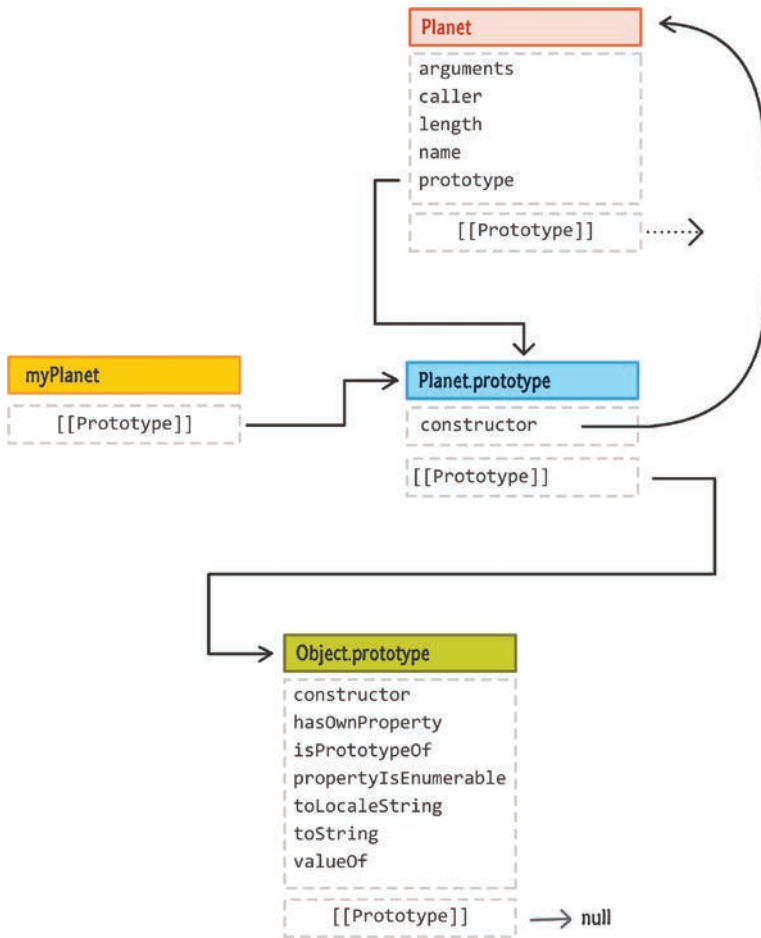 Planet
arguments
caller
length
name
prototype
[[Prototype]]
myPlanet
[[Prototype]]
Planet.prototype
constructor
[[Prototype]]
Object.prototype
constructor
hasOwnProperty
isPrototypeOf
propertyIsEnumerable
toLocaleString
toString
valueOf
[[Prototype]]
null